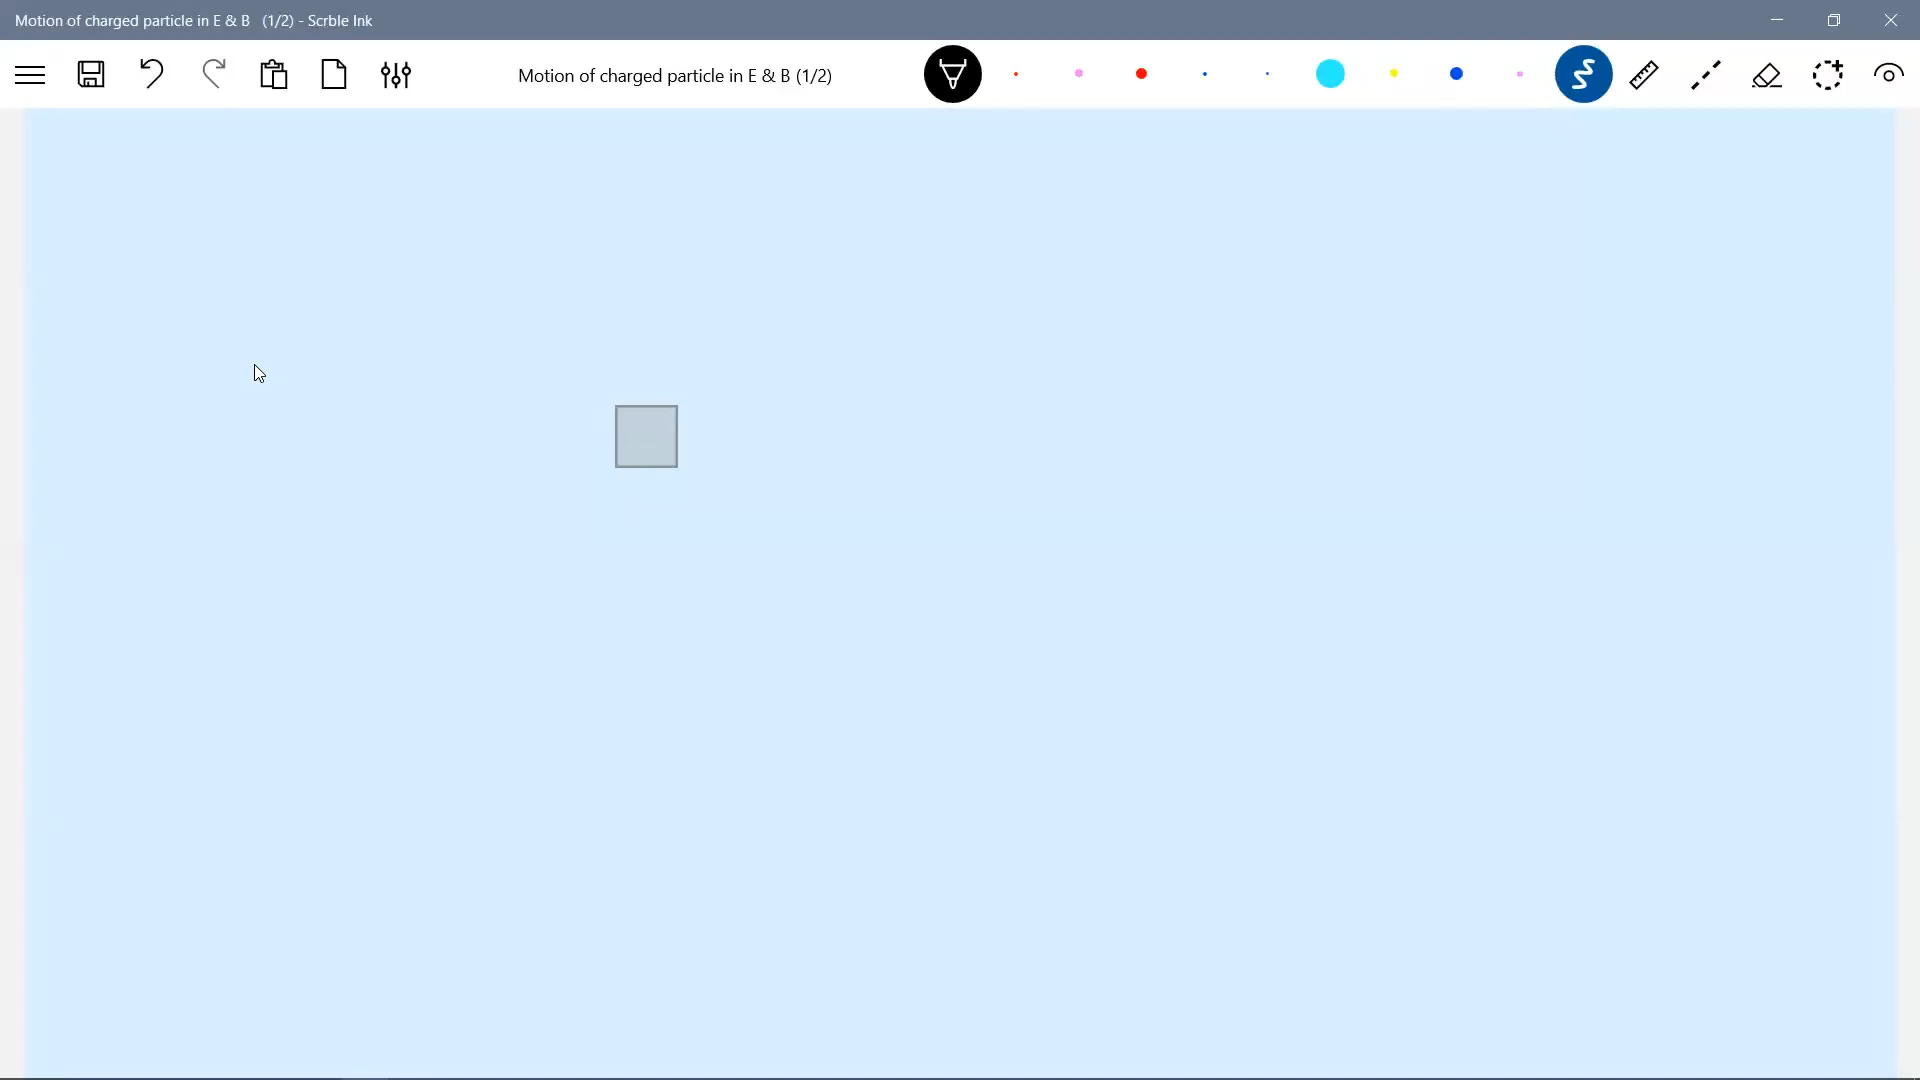 Motion of charged particle in E & B (1/2) - Scrble Ink
Motion of charged particle in E & B (1/2)